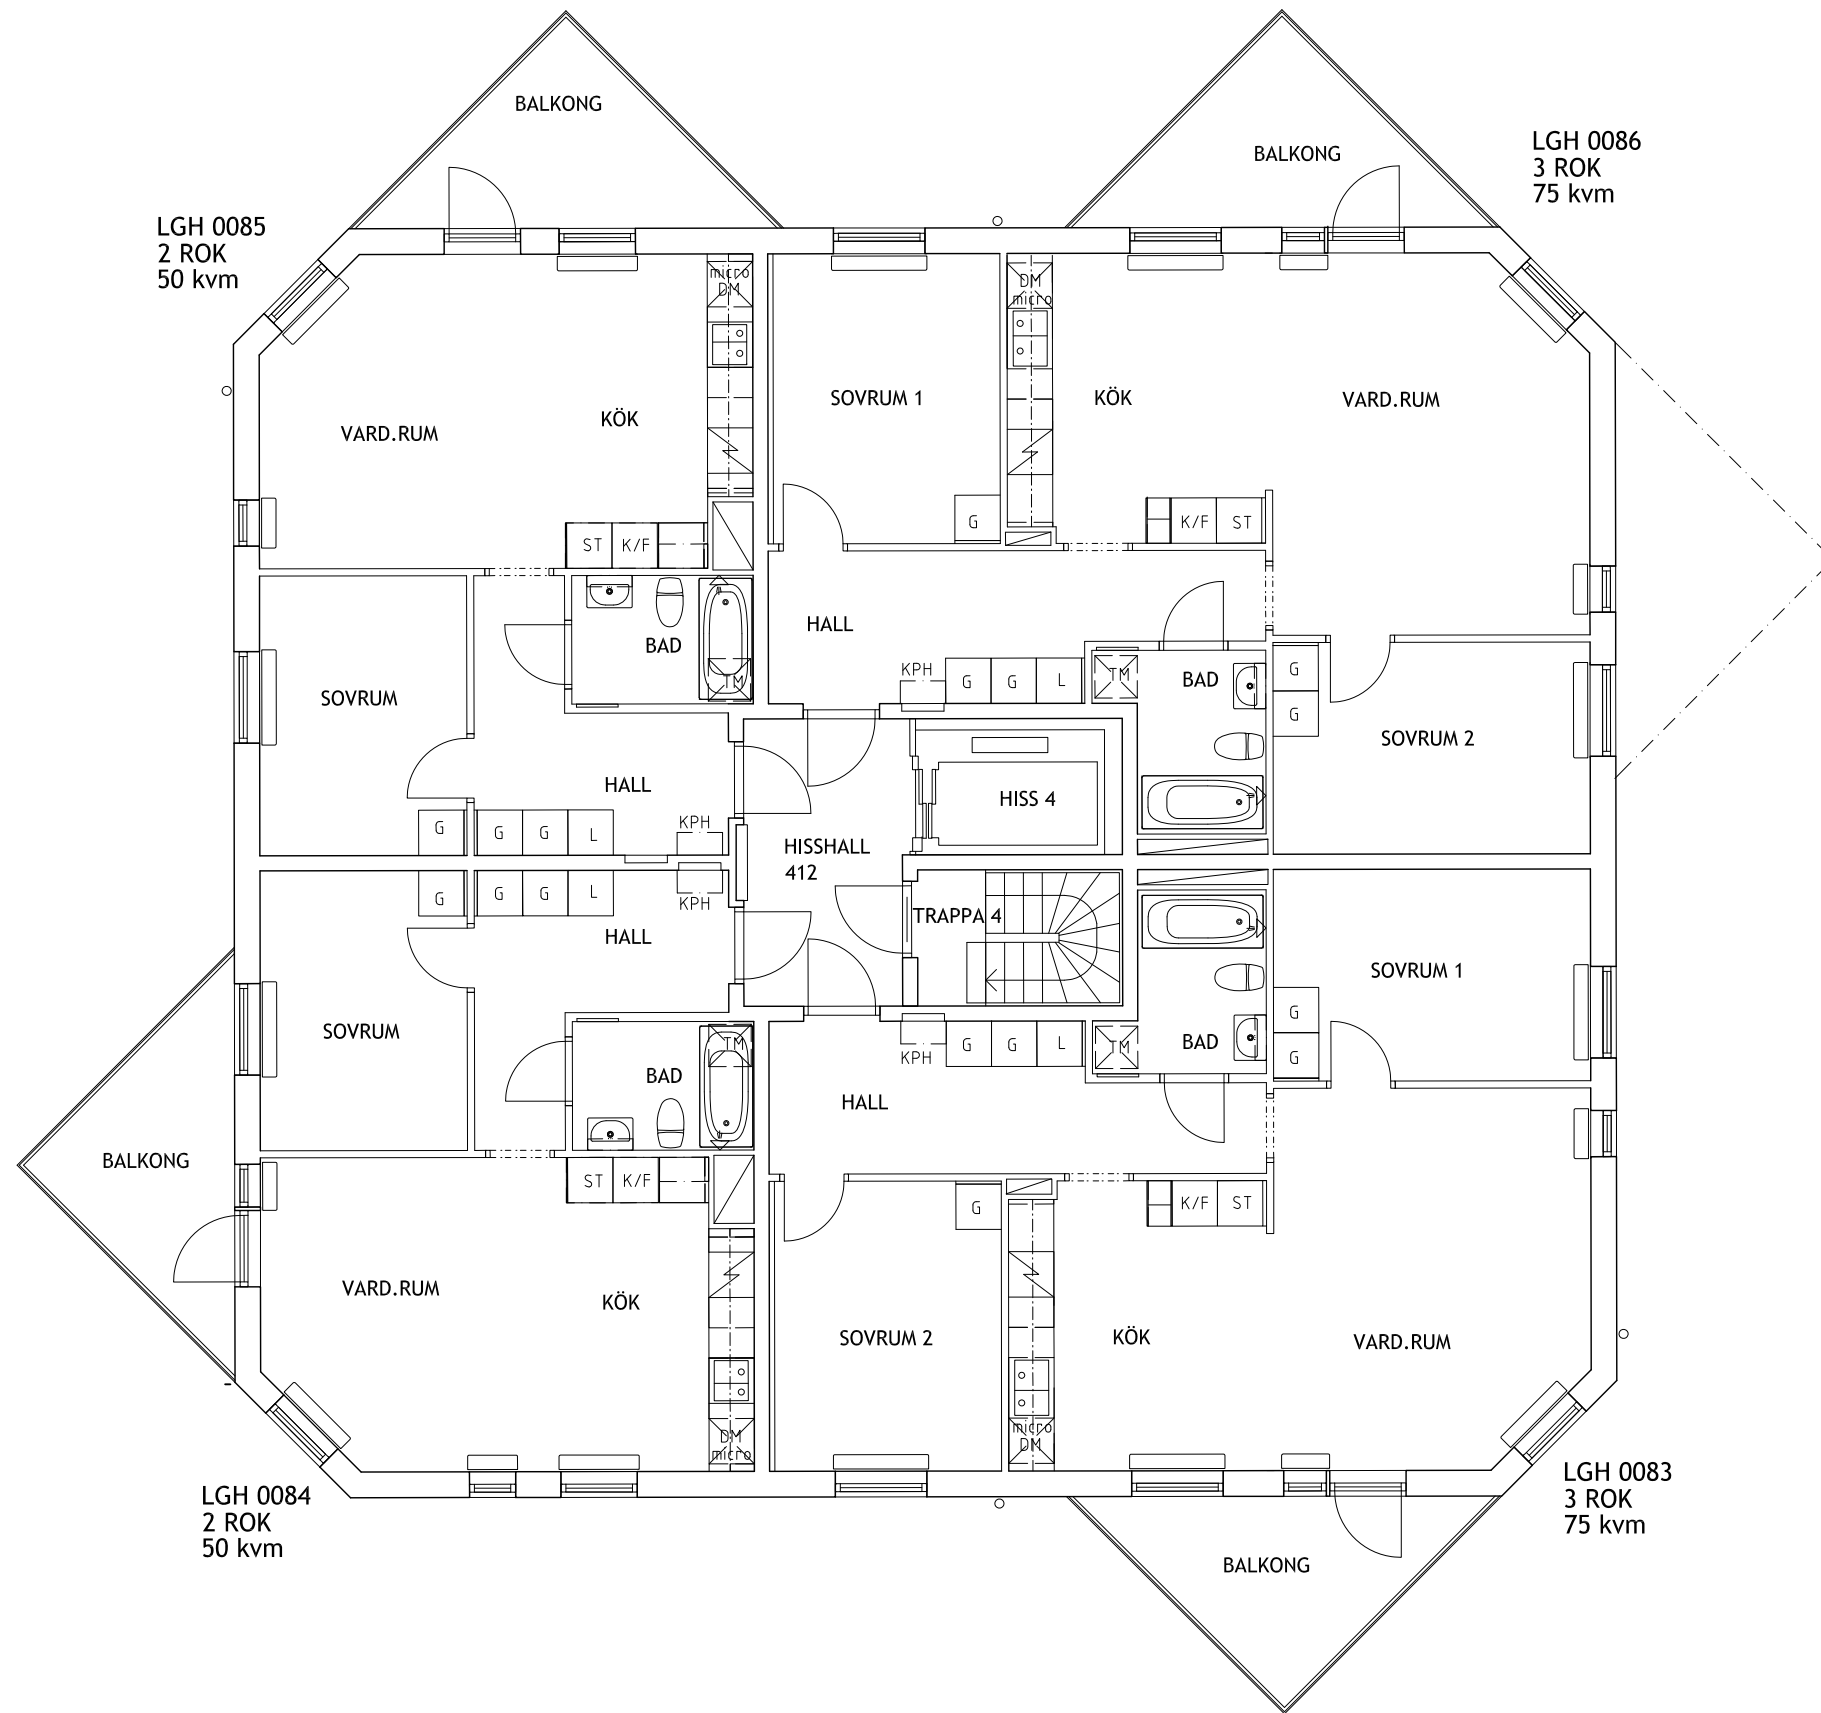 BALKONG
BALKONG
LGH 0086
3 ROK
75 kvm
LGH 0085
2 ROK
50 kvm
micro
DM
DM
micro
SOVRUM 1
KÖK
VARD.RUM
VARD.RUM
KÖK
G
K/F
ST
ST
K/F
HALL
BAD
TM
SOVRUM
KPH
G
G
L
TM
BAD
G
G
SOVRUM 2
HALL
HISS 4
G
G
G
L
KPH
HISSHALL
412
G
G
G
L
KPH
TRAPPA 4
HALL
SOVRUM 1
SOVRUM
TM
BAD
KPH
G
G
L
TM
BAD
G
G
HALL
BALKONG
ST
K/F
G
K/F
ST
VARD.RUM
KÖK
SOVRUM 2
KÖK
VARD.RUM
DM
micro
micro
DM
LGH 0084
2 ROK
50 kvm
LGH 0083
3 ROK
75 kvm
BALKONG